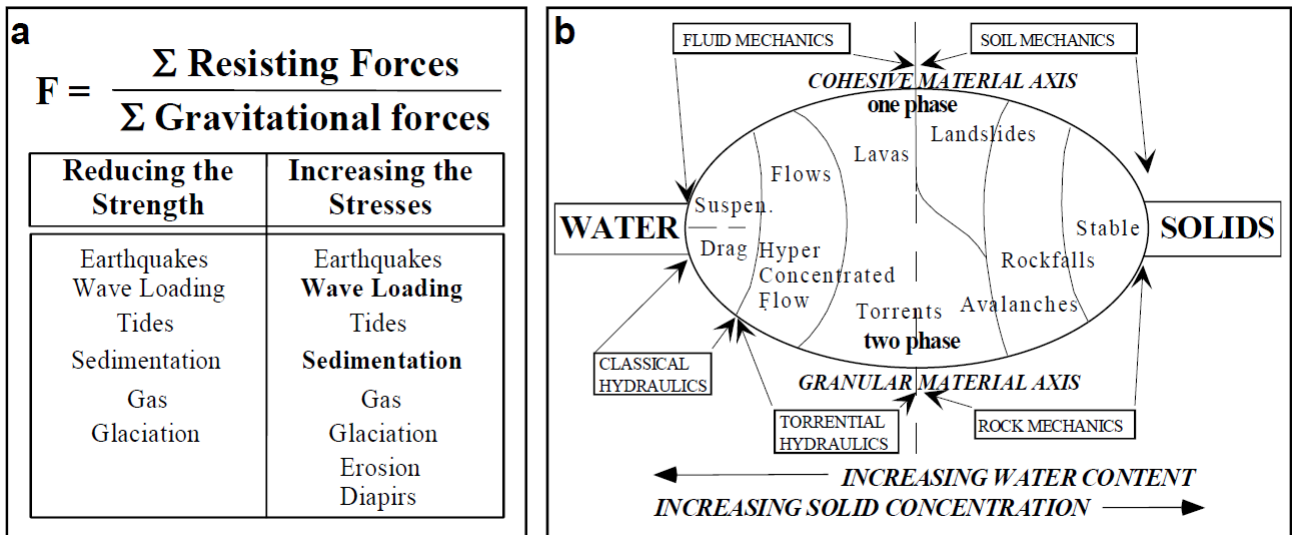 a
F = Σ Resisting Forces
Σ Gravitational forces
Reducing the Strength
Increasing the Stresses
Earthquakes
Wave Loading
Tides
Sedimentation
Gas
Glaciation
Earthquakes
Wave Loading
Tides
Sedimentation
Gas
Glaciation
Erosion
Diapirs
b
FLUID MECHANICS
SOIL MECHANICS
COHESIVE MATERIAL AXIS
one phase
Landslides
Lavas
Flows
Suspen.
WATER
Drag
Hyper
Concentrated
Flow
Stable
SOLIDS
Rockfalls
Avalanches
Torrents
two phase
CLASSICAL
HYDRAULICS
GRANULAR MATERIAL AXIS
TORRENTIAL
HYDRAULICS
ROCK MECHANICS
INCREASING WATER CONTENT
INCREASING SOLID CONCENTRATION